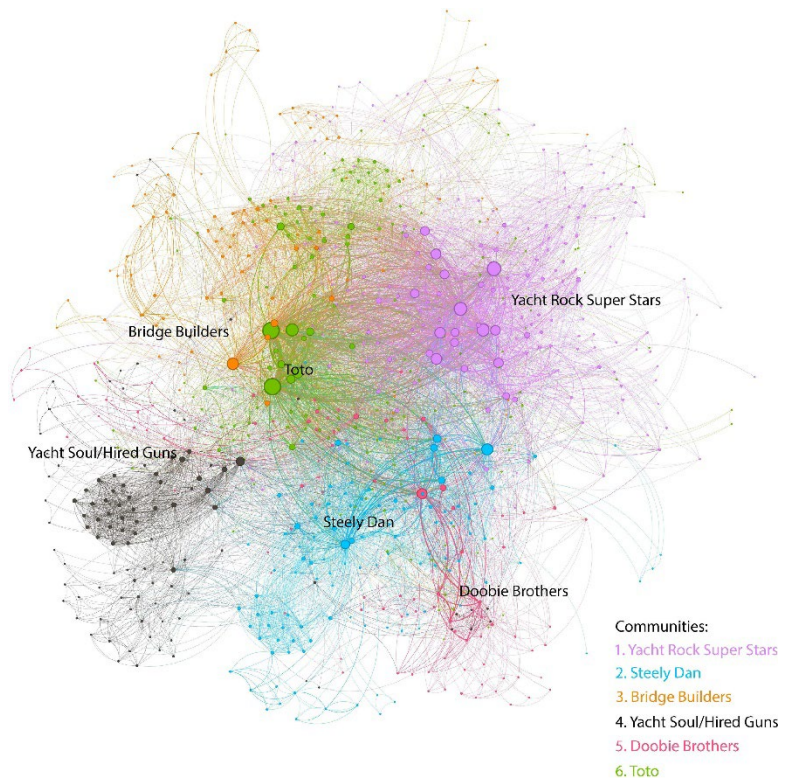 Yacht Rock Super Stars
Bridge Builders
Toto
Yacht Soul/Hired Guns
Steely Dan
Doobie Brothers
Communities:
1. Yacht Rock Super Stars
2. Steely Dan
3. Bridge Builders
4. Yacht Soul/Hired Guns
5. Doobie Brothers
6. Toto